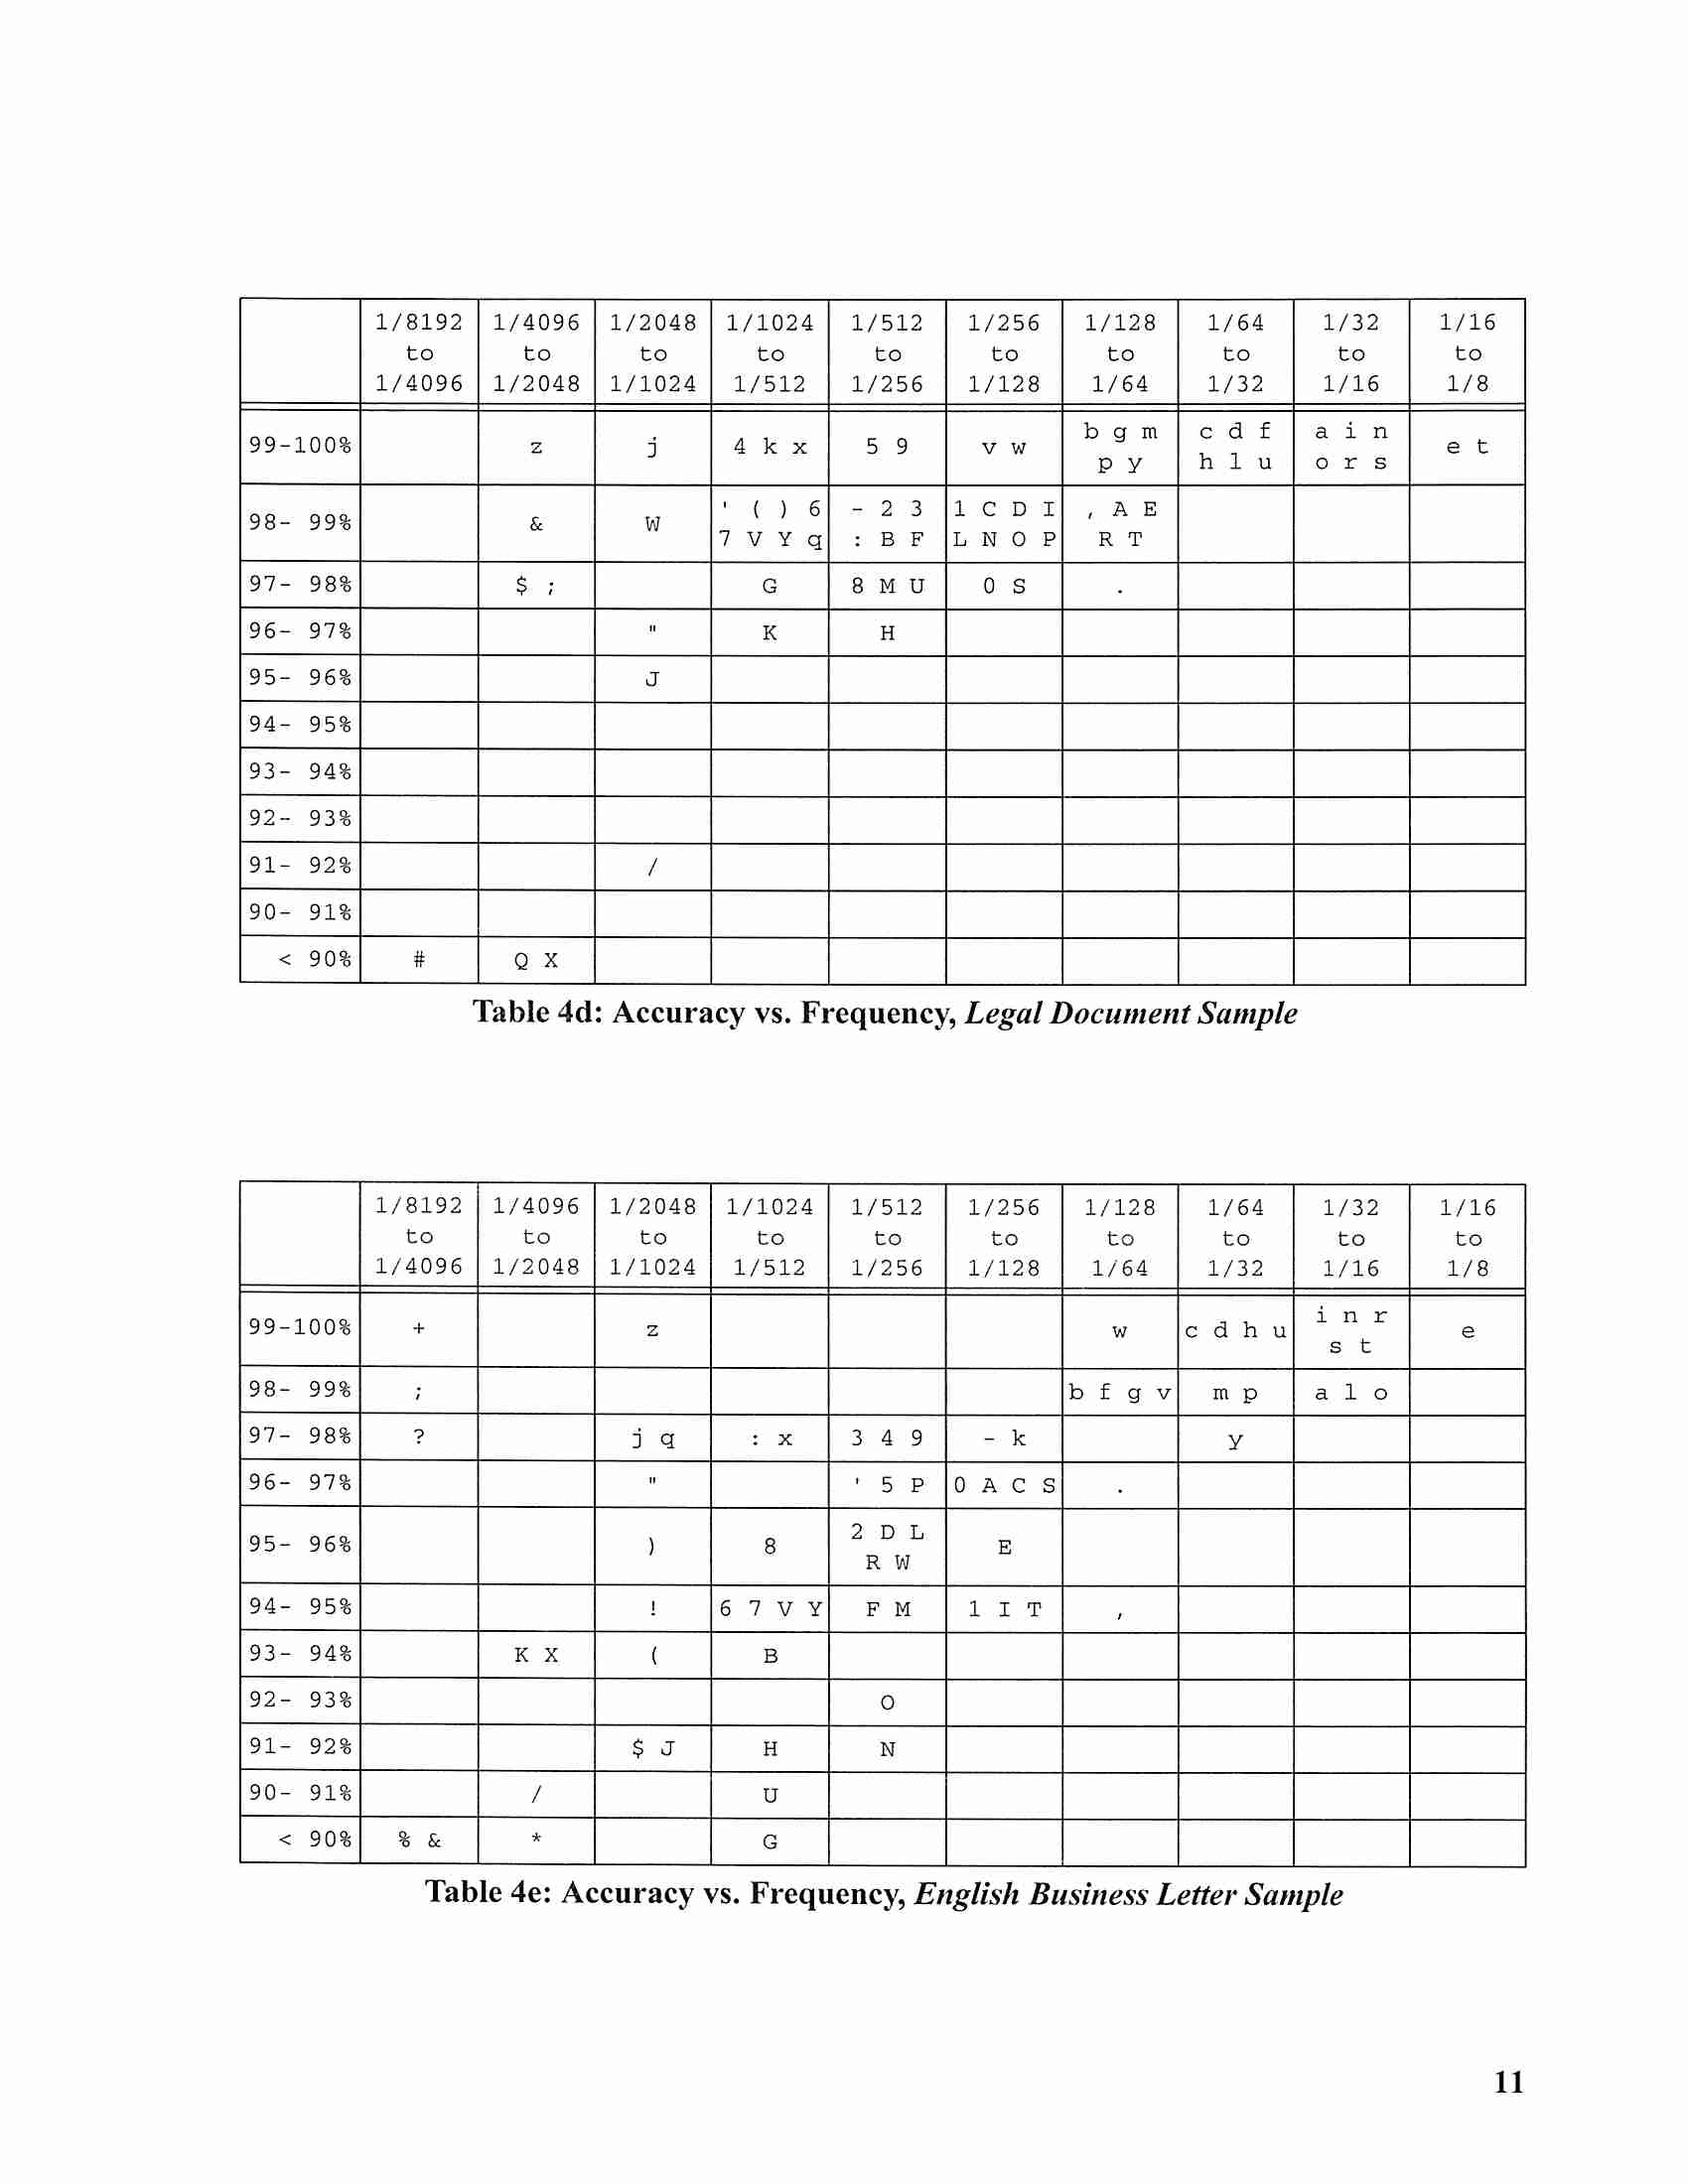 1/8192 1/4096 1/2048 1/1024 1/512 1/256 1/128 1/64 1/32 1/16
to to to to to to to to to to
1/4096 1/2048 1/1024 1/512 1/256 1/128 1/64 1/32 1/16 1/8
99-100% z j 4 k x 5 9 v w b g m p y c d f h l u a i n o r s e t
98- 99% & W ' ( ) 6 7 V Y q - 2 3 : B F 1 C D I L N O P , A E R T
97- 98% $ ; G 8 M U 0 S .
96- 97% " K H
95- 96% J
94- 95%
93- 94%
92- 93%
91- 92% /
90- 91%
< 90% # Q X
Table 4d: Accuracy vs. Frequency, Legal Document Sample
1/8192 1/4096 1/2048 1/1024 1/512 1/256 1/128 1/64 1/32 1/16
to to to to to to to to to to
1/4096 1/2048 1/1024 1/512 1/256 1/128 1/64 1/32 1/16 1/8
99-100% + z w c d h u i n r s t e
98- 99% ; b f g v m p a l o
97- 98% ? j q : x 3 4 9 - k y
96- 97% " ' 5 P 0 A C S .
95- 96% ) 8 2 D L R W E
94- 95% ! 6 7 V Y F M 1 I T ,
93- 94% K X ( B
92- 93% O
91- 92% $ J H N
90- 91% / U
< 90% % & * G
Table 4e: Accuracy vs. Frequency, English Business Letter Sample
11